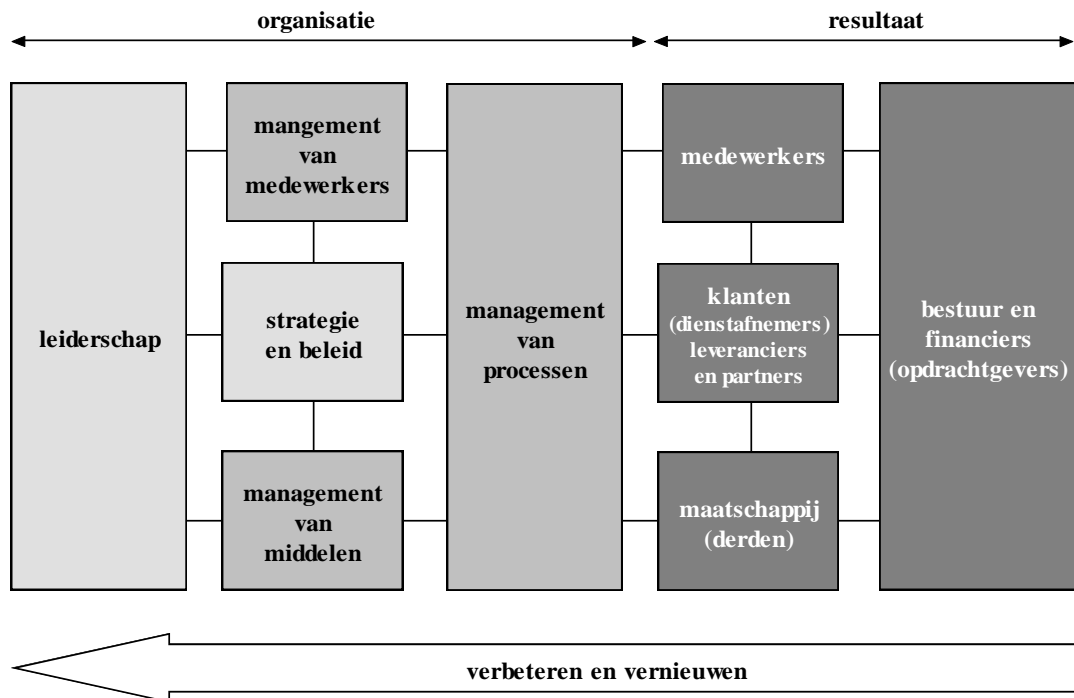 organisatie
resultaat
leiderschap
mangement
van
medewerkers
strategie
en beleid
management
van
middelen
management
van
processen
medewerkers
klanten
(dienstafnemers)
leveranciers
en partners
maatschappij
(derden)
bestuur en
financiers
(opdrachtgevers)
verbeteren en vernieuwen